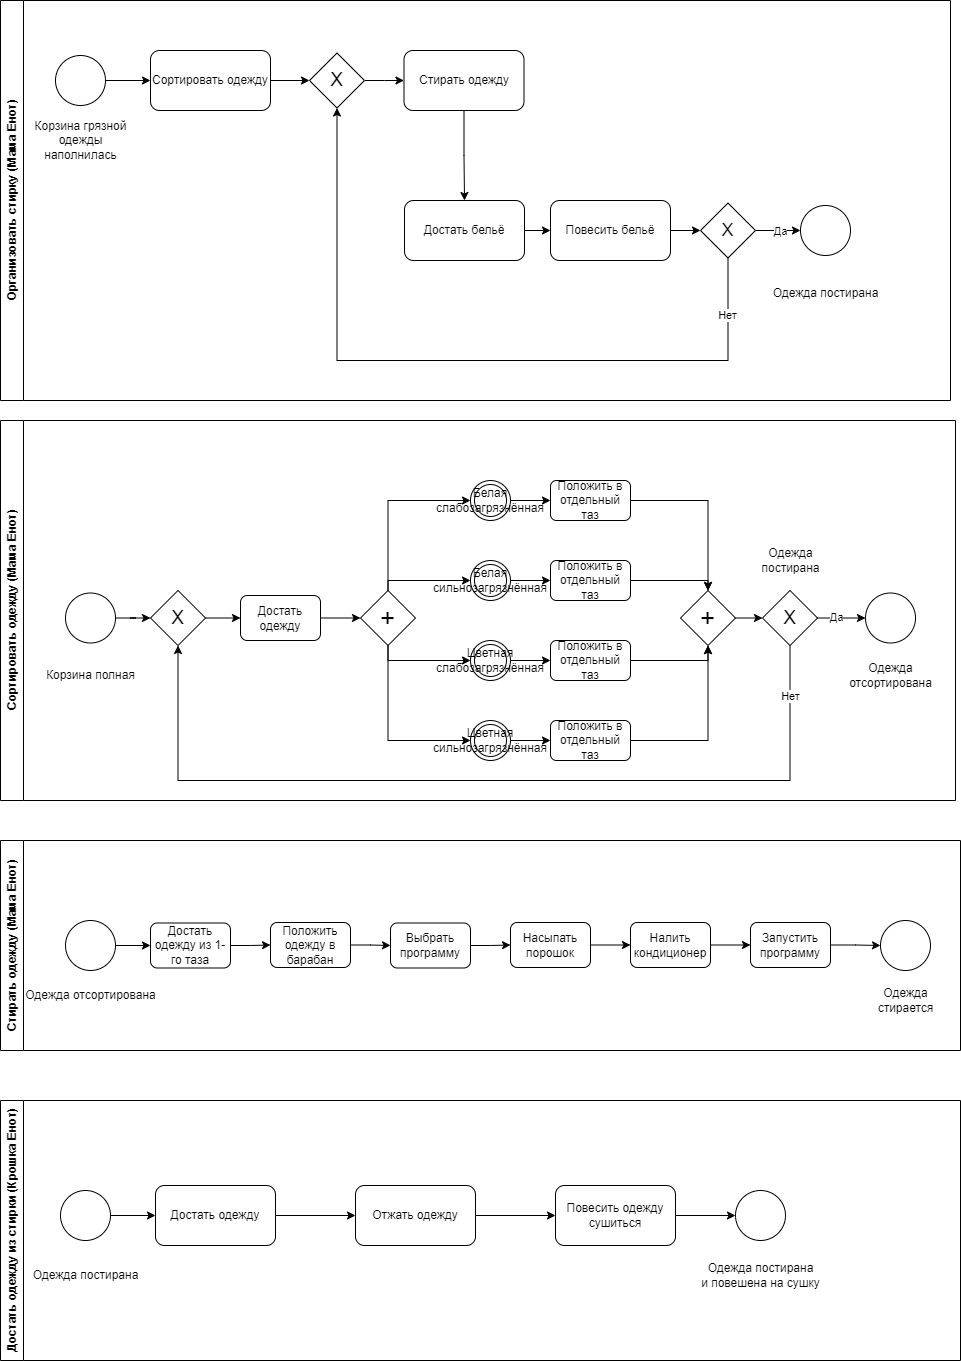 Организовать стирку (Мама Енот)
Сортировать одежду
X
Стирать одежду
Корзина грязной
одежды
наполнилась
Достать бельё
Повесить бельё
X
Да
Одежда постирана
Нет
Сортировать одежду (Мама Енот)
Белая
слабозагрязнённая
Положить в
отдельный
таз
Белая
сильнозагрязнённая
Положить в
отдельный
таз
Одежда
постирана
X
Достать
одежду
+
+
X
Да
Корзина полная
Цветная
слабозагрязнённая
Положить в
отдельный
таз
Одежда
отсортирована
Нет
Цветная
сильнозагрязнённая
Положить в
отдельный
таз
Стирать одежду (Мама Енот)
Достать
одежду из 1-
го таза
Положить
одежду в
барабан
Выбрать
программу
Насыпать
порошок
Налить
кондиционер
Запустить
программу
Одежда отсортирована
Одежда
стирается
Достать одежду из стирки (Крошка Енот)
Достать одежду
Отжать одежду
Повесить одежду
сушиться
Одежда постирана
Одежда постирана
и повешена на сушку